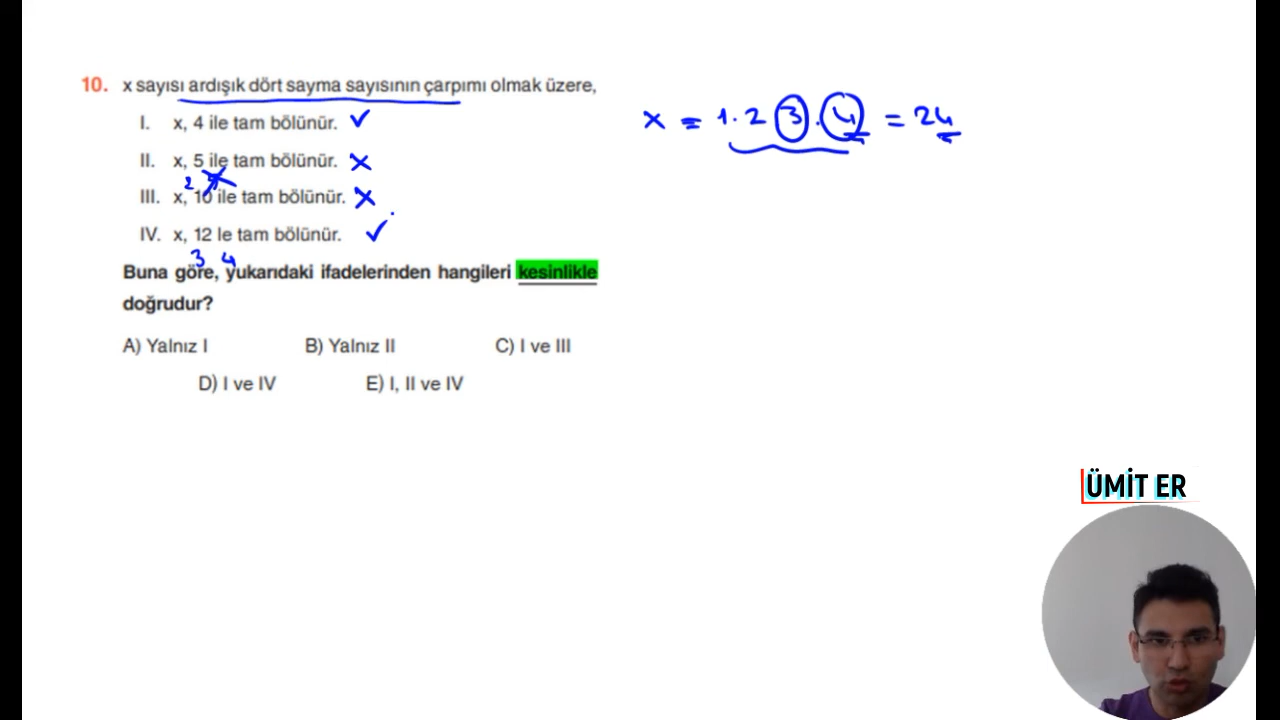 10. x sayısı ardışık dört sayma sayısının çarpımı olmak üzere,
x = 1.2 3.4 = 24
I. x, 4 ile tam bölünür. ✓
II. x, 5 ile tam bölünür. x
2 5
III. x, 10 ile tam bölünür. x
IV. x, 12 le tam bölünür. ✓
3 4
Buna göre, yukarıdaki ifadelerinden hangileri kesinlikle
doğrudur?
A) Yalnız I B) Yalnız II C) I ve III
D) I ve IV E) I, II ve IV
ÜMİT ER